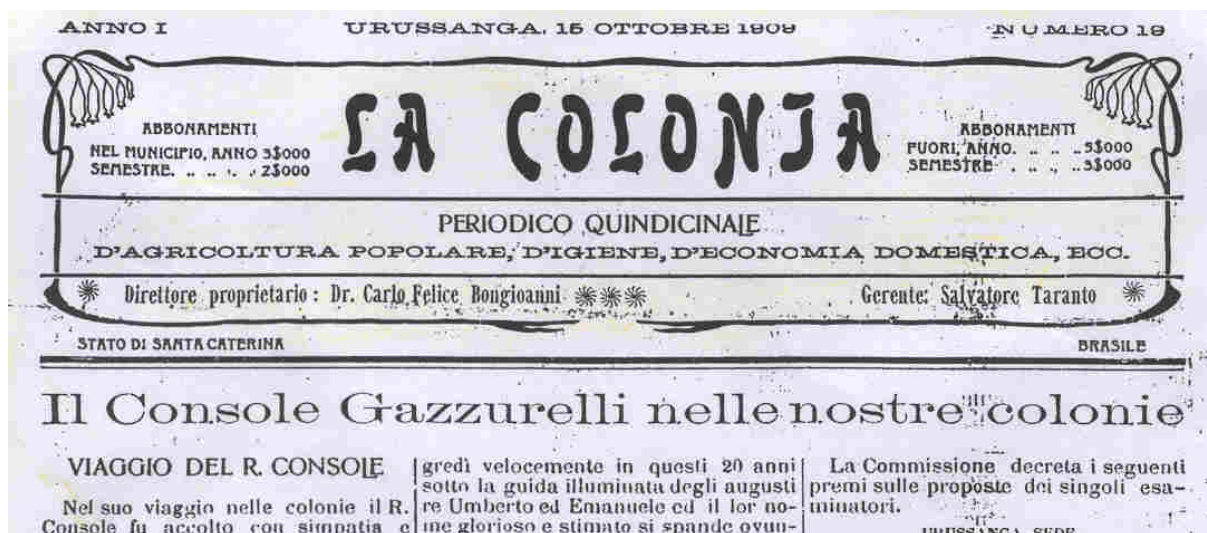 ANNO I
URUSSANGA, 15 OTTOBRE 1909
NUMERO 19
ABBONAMENTI
NEL MUNICIPIO, ANNO 3$000
SEMESTRE. . .. . . 2$000
LA COLONIA
ABBONAMENTI
FUORI, ANNO. . .. .. 5$000
SEMESTRE . . .. .. 3$000
PERIODICO QUINDICINALE
D'AGRICOLTURA POPOLARE, D'IGIENE, D'ECONOMIA DOMESTICA, ECC.
Direttore proprietario : Dr. Carlo Felice Bongioanni
Gerente: Salvatore Taranto
STATO DI SANTA CATERINA
BRASILE
Il Console Gazzurelli nelle nostre colonie
VIAGGIO DEL R. CONSOLE
Nel suo viaggio nelle colonie il R.
Console fu accolto con simpatia e
gredì velocemente in questi 20 anni
sotto la guida illuminata degli augusti
re Umberto ed Emanuele ed il lor no-
me glorioso e stimato si spande ovun-
La Commissione decreta i seguenti
premi sulle proposte dei singoli esa-
minatori.
URUSSANGA SEDE